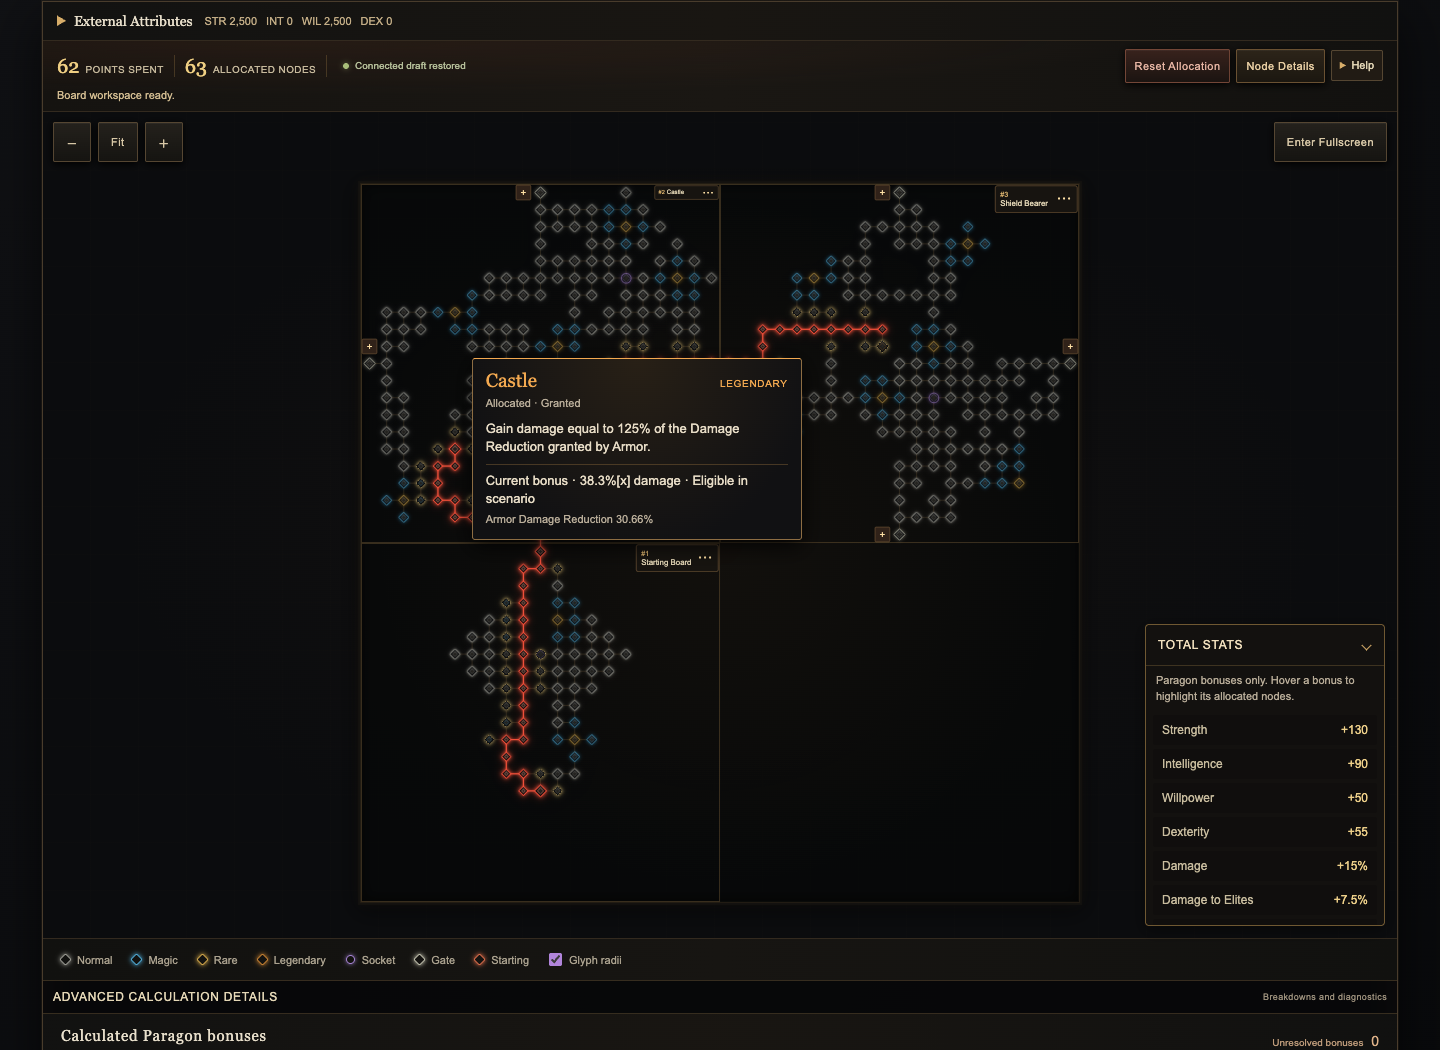 External Attributes STR 2,500 INT 0 WIL 2,500 DEX 0
62 POINTS SPENT 63 ALLOCATED NODES Connected draft restored
Reset Allocation Node Details Help
Board workspace ready.
− Fit + Enter Fullscreen
+ #2 Castle ...
+ #3
Shield Bearer ...
+ +
Castle LEGENDARY
Allocated · Granted
Gain damage equal to 125% of the Damage
Reduction granted by Armor.
Current bonus · 38.3%[x] damage · Eligible in
scenario
Armor Damage Reduction 30.66%
+
#1
Starting Board ...
TOTAL STATS
Paragon bonuses only. Hover a bonus to
highlight its allocated nodes.
Strength +130
Intelligence +90
Willpower +50
Dexterity +55
Damage +15%
Damage to Elites +7.5%
Normal Magic Rare Legendary Socket Gate Starting Glyph radii
ADVANCED CALCULATION DETAILS Breakdowns and diagnostics
Calculated Paragon bonuses Unresolved bonuses 0